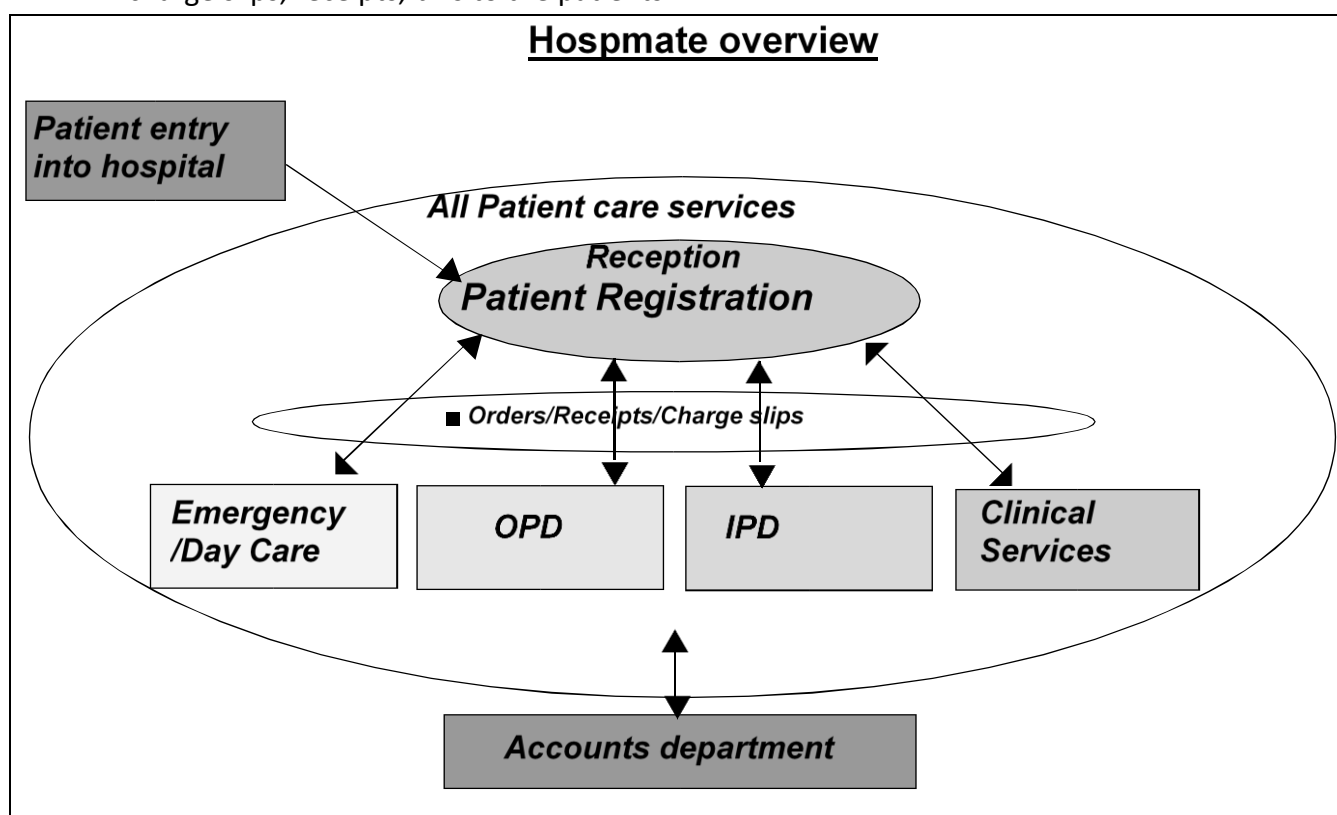 Hospmate overview
Patient entry
into hospital
All Patient care services
Reception
Patient Registration
■ Orders/Receipts/Charge slips
Emergency
/Day Care
OPD
IPD
Clinical
Services
Accounts department